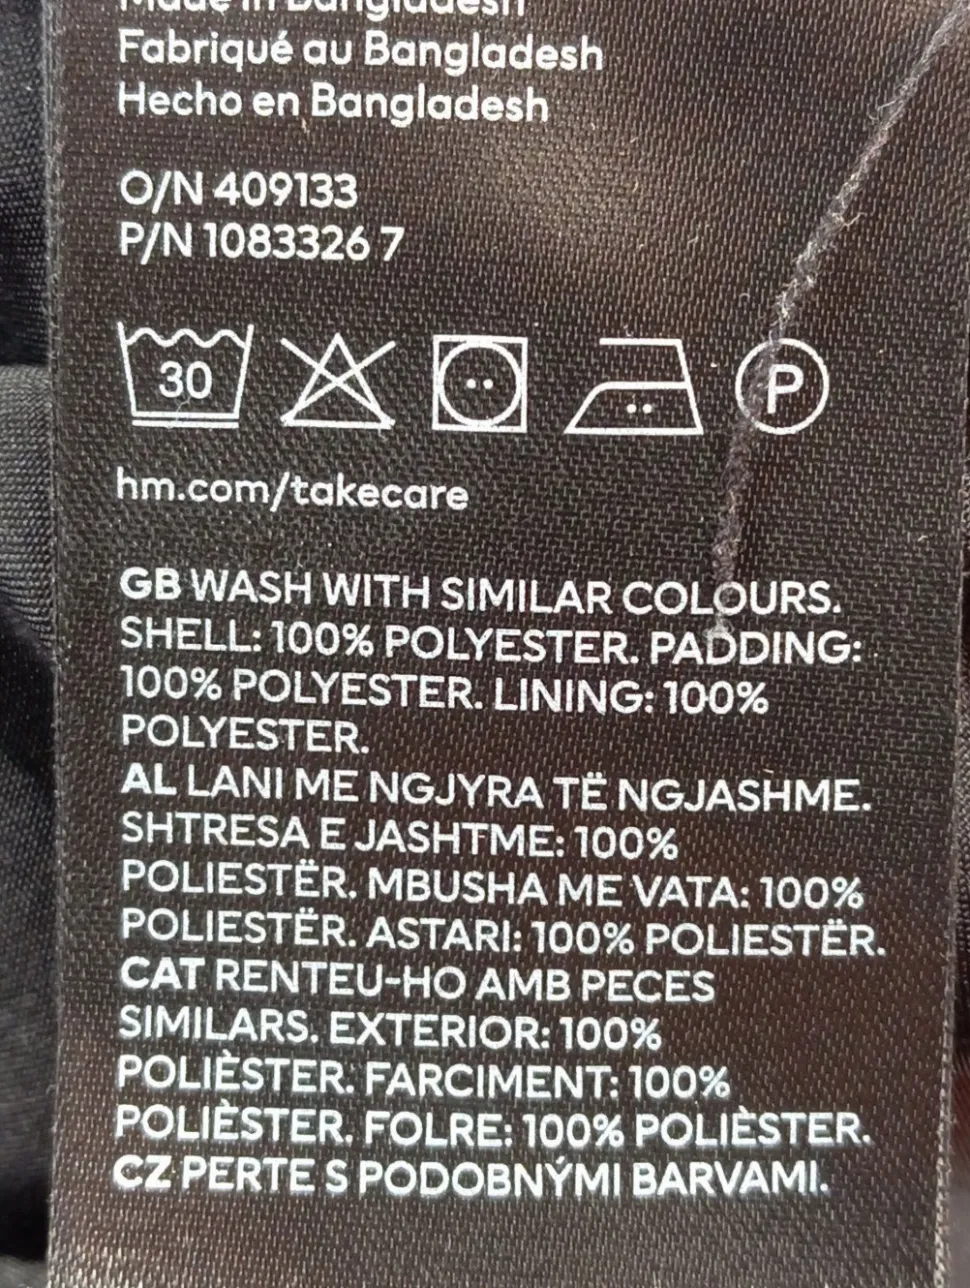 Made in Bangladesh
Fabriqué au Bangladesh
Hecho en Bangladesh
O/N 409133
P/N 1083326 7
30
P
hm.com/takecare
GB WASH WITH SIMILAR COLOURS.
SHELL: 100% POLYESTER. PADDING:
100% POLYESTER. LINING: 100%
POLYESTER.
AL LANI ME NGJYRA TË NGJASHME.
SHTRESA E JASHTME: 100%
POLIESTËR. MBUSHA ME VATA: 100%
POLIESTËR. ASTARI: 100% POLIESTËR.
CAT RENTEU-HO AMB PECES
SIMILARS. EXTERIOR: 100%
POLIÈSTER. FARCIMENT: 100%
POLIÈSTER. FOLRE: 100% POLIÈSTER.
CZ PERTE S PODOBNÝMI BARVAMI.